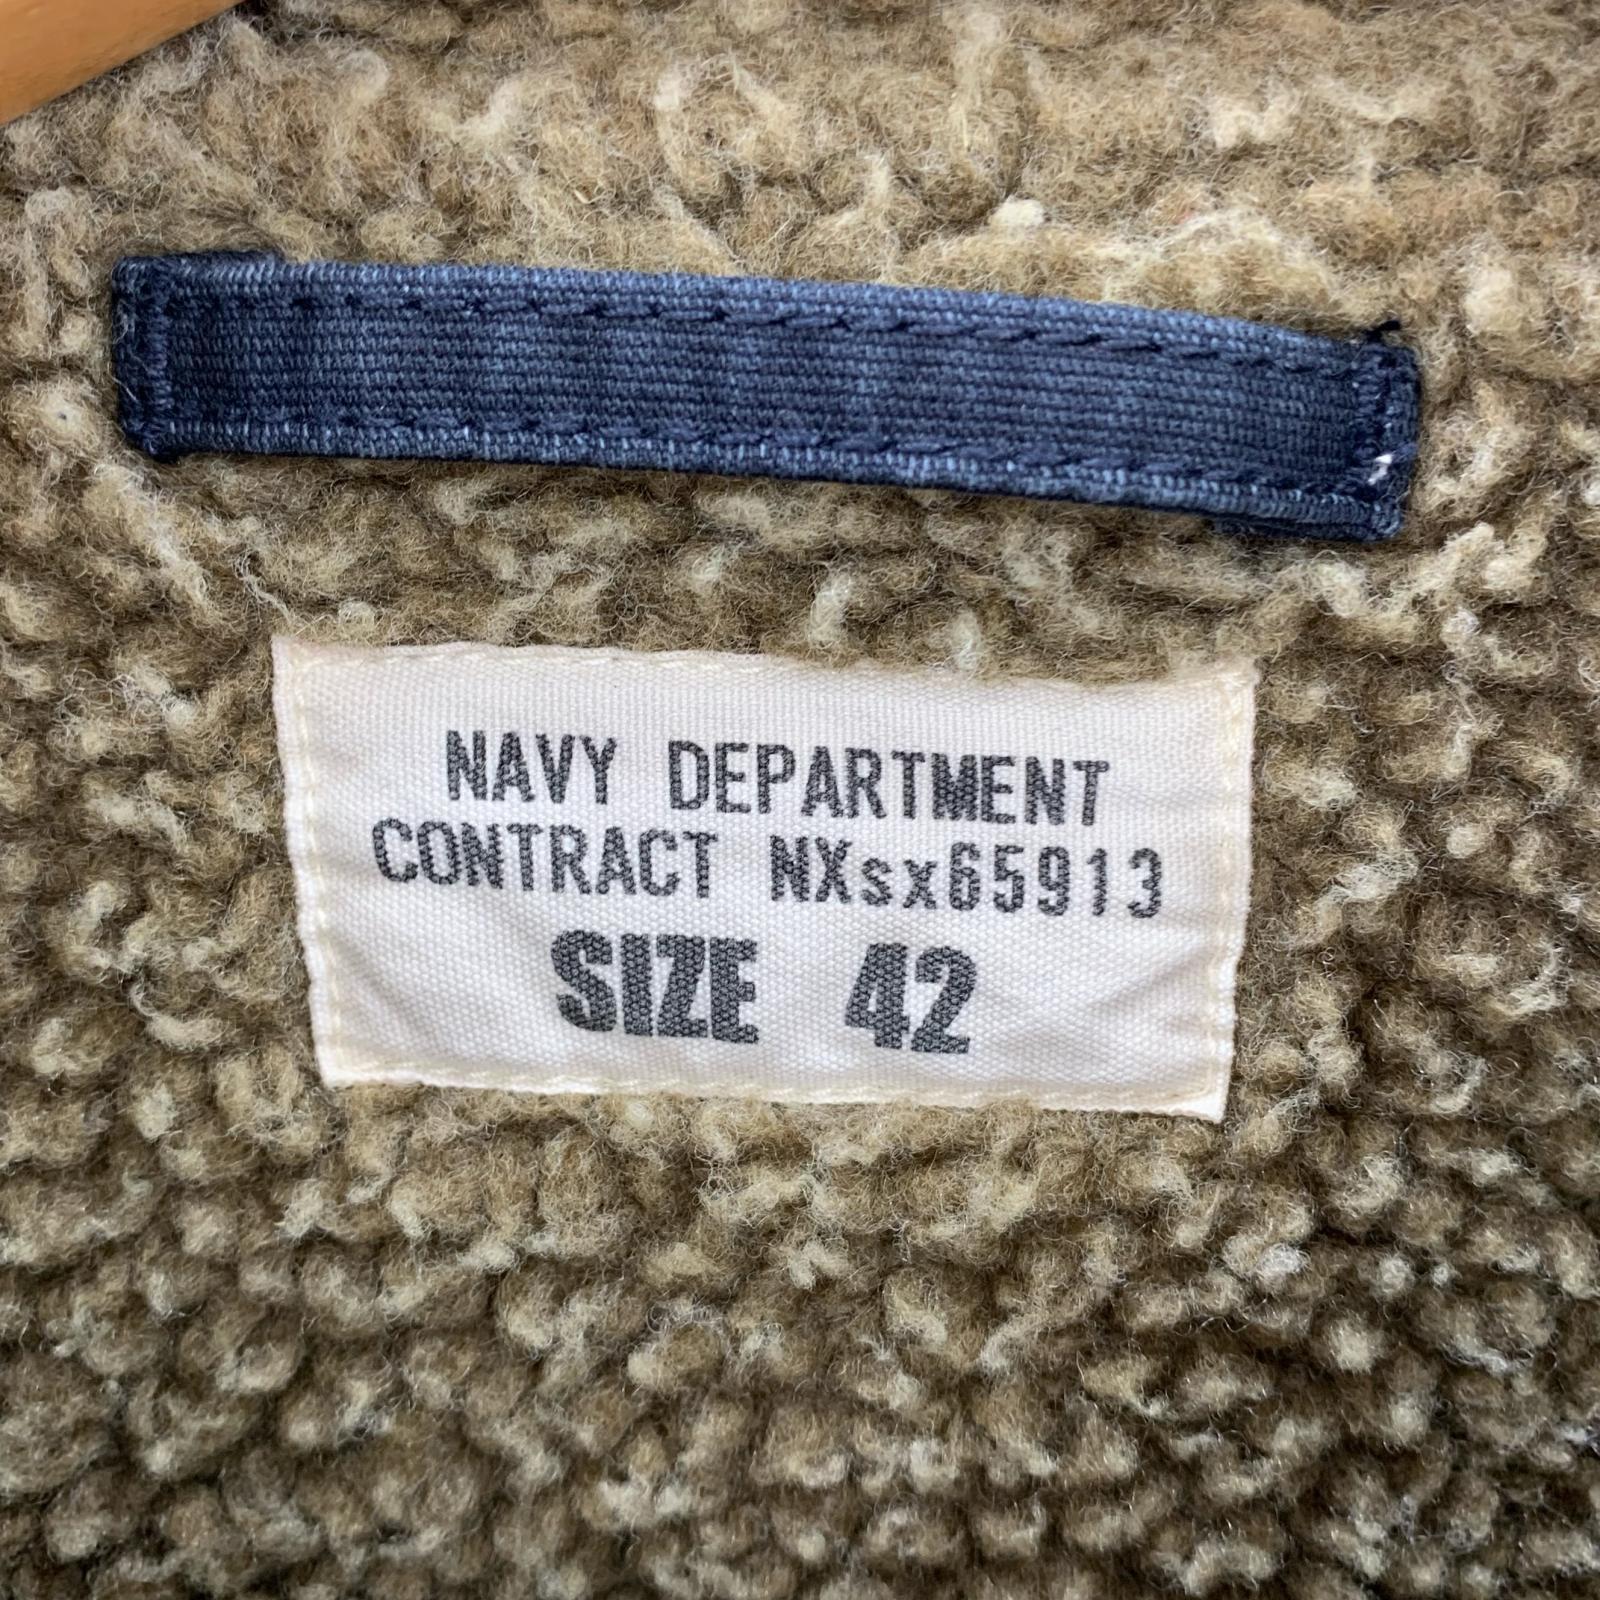 NAVY DEPARTMENT
CONTRACT NXsx65913
SIZE 42